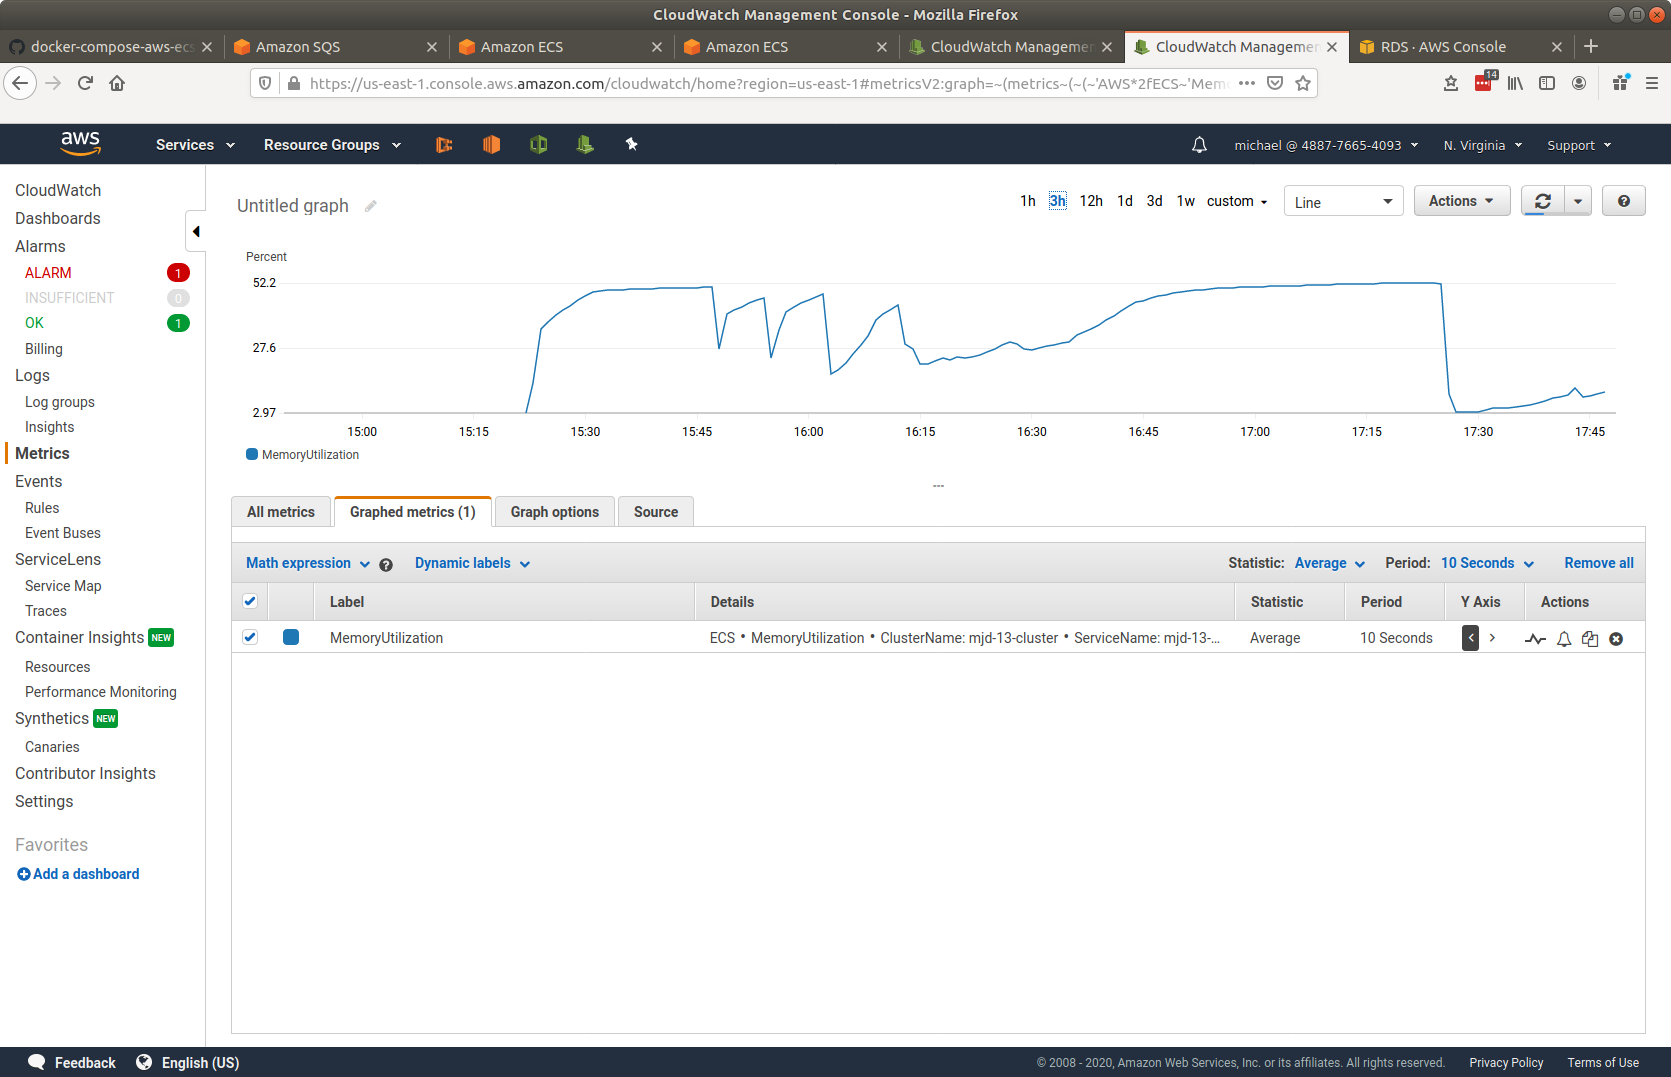 CloudWatch Management Console - Mozilla Firefox
docker-compose-aws-ecs
Amazon SQS
Amazon ECS
Amazon ECS
CloudWatch Managemen
CloudWatch Managemen
RDS · AWS Console
https://us-east-1.console.aws.amazon.com/cloudwatch/home?region=us-east-1#metricsV2:graph=~(metrics~(~(~'AWS*2fECS~'Memo
14
aws
Services
Resource Groups
michael @ 4887-7665-4093
N. Virginia
Support
CloudWatch
Dashboards
Alarms
ALARM 1
INSUFFICIENT 0
OK 1
Billing
Logs
Log groups
Insights
Metrics
Events
Rules
Event Buses
ServiceLens
Service Map
Traces
Container Insights NEW
Resources
Performance Monitoring
Synthetics NEW
Canaries
Contributor Insights
Settings
Favorites
Add a dashboard
Untitled graph
1h 3h 12h 1d 3d 1w custom
Line
Actions
Percent
52.2
27.6
2.97
15:00 15:15 15:30 15:45 16:00 16:15 16:30 16:45 17:00 17:15 17:30 17:45
MemoryUtilization
All metrics
Graphed metrics (1)
Graph options
Source
Math expression
Dynamic labels
Statistic: Average
Period: 10 Seconds
Remove all
Label Details Statistic Period Y Axis Actions
MemoryUtilization ECS • MemoryUtilization • ClusterName: mjd-13-cluster • ServiceName: mjd-13-... Average 10 Seconds < >
Feedback
English (US)
© 2008 - 2020, Amazon Web Services, Inc. or its affiliates. All rights reserved.
Privacy Policy
Terms of Use